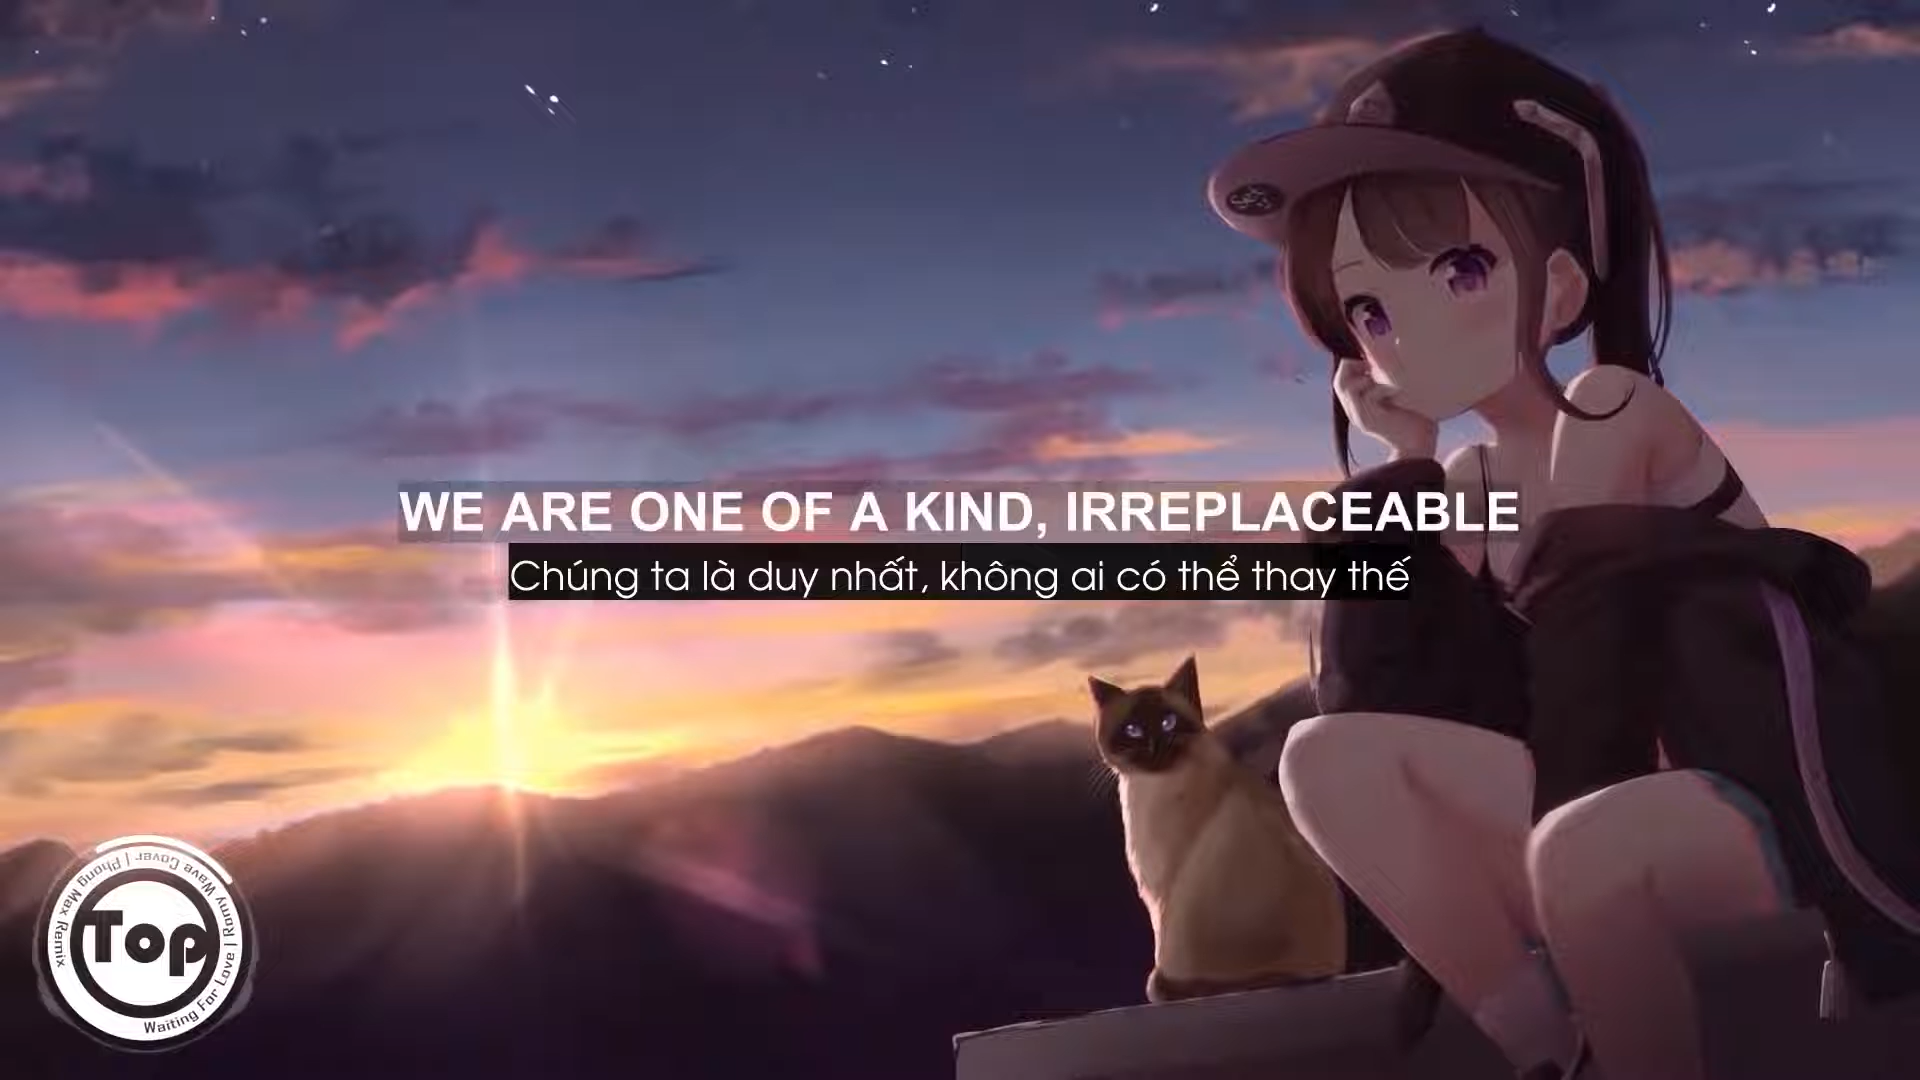 WE ARE ONE OF A KIND, IRREPLACEABLE
Chúng ta là duy nhất, không ai có thể thay thế
Top
Waiting For Love | Romy Wave Cover | Phong Max Remix